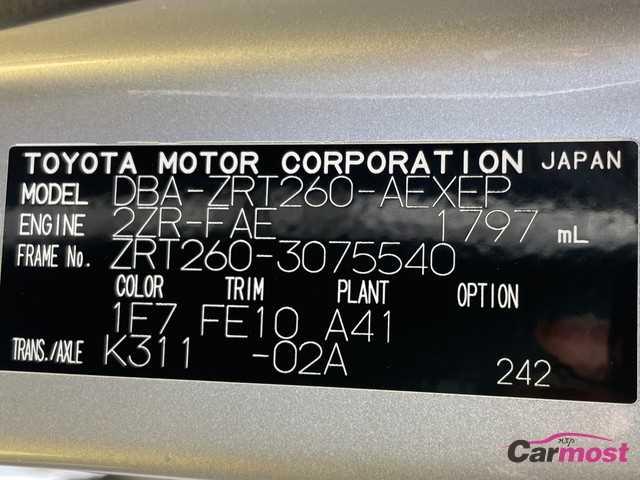 TOYOTA MOTOR CORPORATION JAPAN
MODEL DBA-ZRT260-AEXEP
ENGINE 2ZR-FAE 1797 mL
FRAME No. ZRT260-3075540
COLOR TRIM PLANT OPTION
1F7 FE10 A41
TRANS./AXLE K311 -02A
242
Carmost